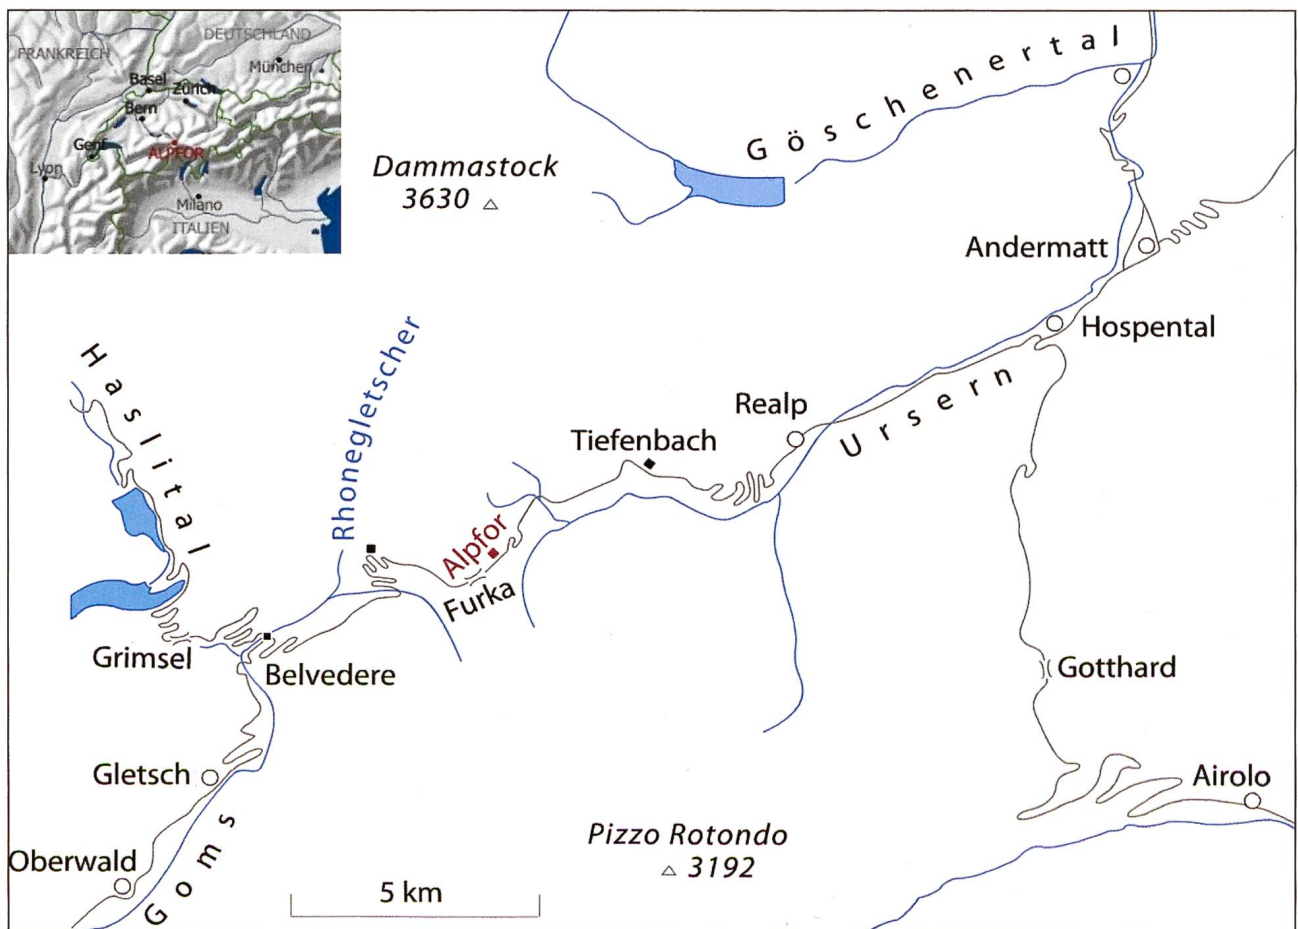 FRANKREICH
DEUTSCHLAND
München
Basel
Zürich
Bern
Genf
ALPFOR
Lyon
Milano
ITALIEN
Göschenertal
Dammastock
3630
Andermatt
Hospental
Haslital
Rhonegletscher
Realp
Ursern
Tiefenbach
Alpfor
Furka
Grimsel
Belvedere
Gotthard
Gletsch
Airolo
Goms
Pizzo Rotondo
3192
Oberwald
5 km